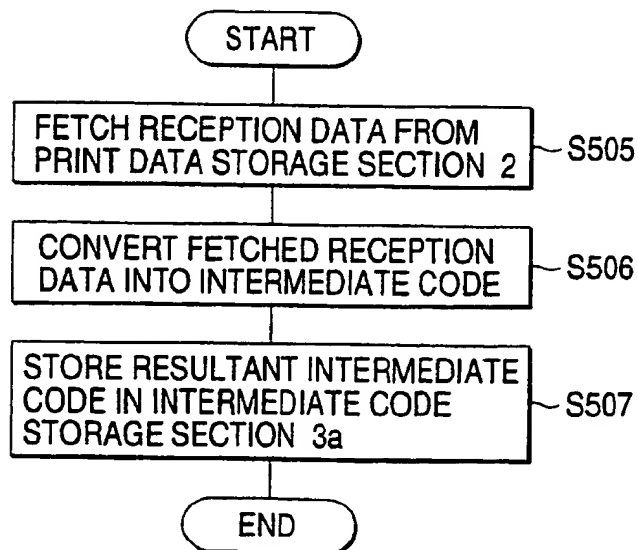 START
FETCH RECEPTION DATA FROM
PRINT DATA STORAGE SECTION 2
S505
CONVERT FETCHED RECEPTION
DATA INTO INTERMEDIATE CODE
S506
STORE RESULTANT INTERMEDIATE
CODE IN INTERMEDIATE CODE
STORAGE SECTION 3a
S507
END